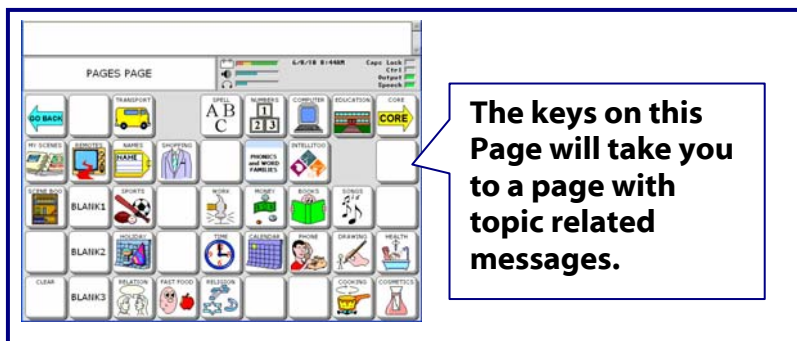 6/8/10 8:44AM
Caps Lock
Ctrl
Output
Speech
PAGES PAGE
GO BACK
TRANSPORT
SPELL
A B
C
NUMBERS
1
2 3
COMPUTER
EDUCATION
CORE
CORE
MY SCENES
REMOTES
NAMES
NAME
SHOPPING
PHONICS
and WORD
FAMILIES
INTELLITOO
SCENE BOO
BLANK1
SPORTS
WORK
MONEY
BOOKS
SONGS
BLANK2
HOLIDAY
TIME
CALENDAR
PHONE
DRAWING
HEALTH
CLEAR
BLANK3
RELATION
FAST FOOD
RELIGION
COOKING
COSMETICS
The keys on this
Page will take you
to a page with
topic related
messages.